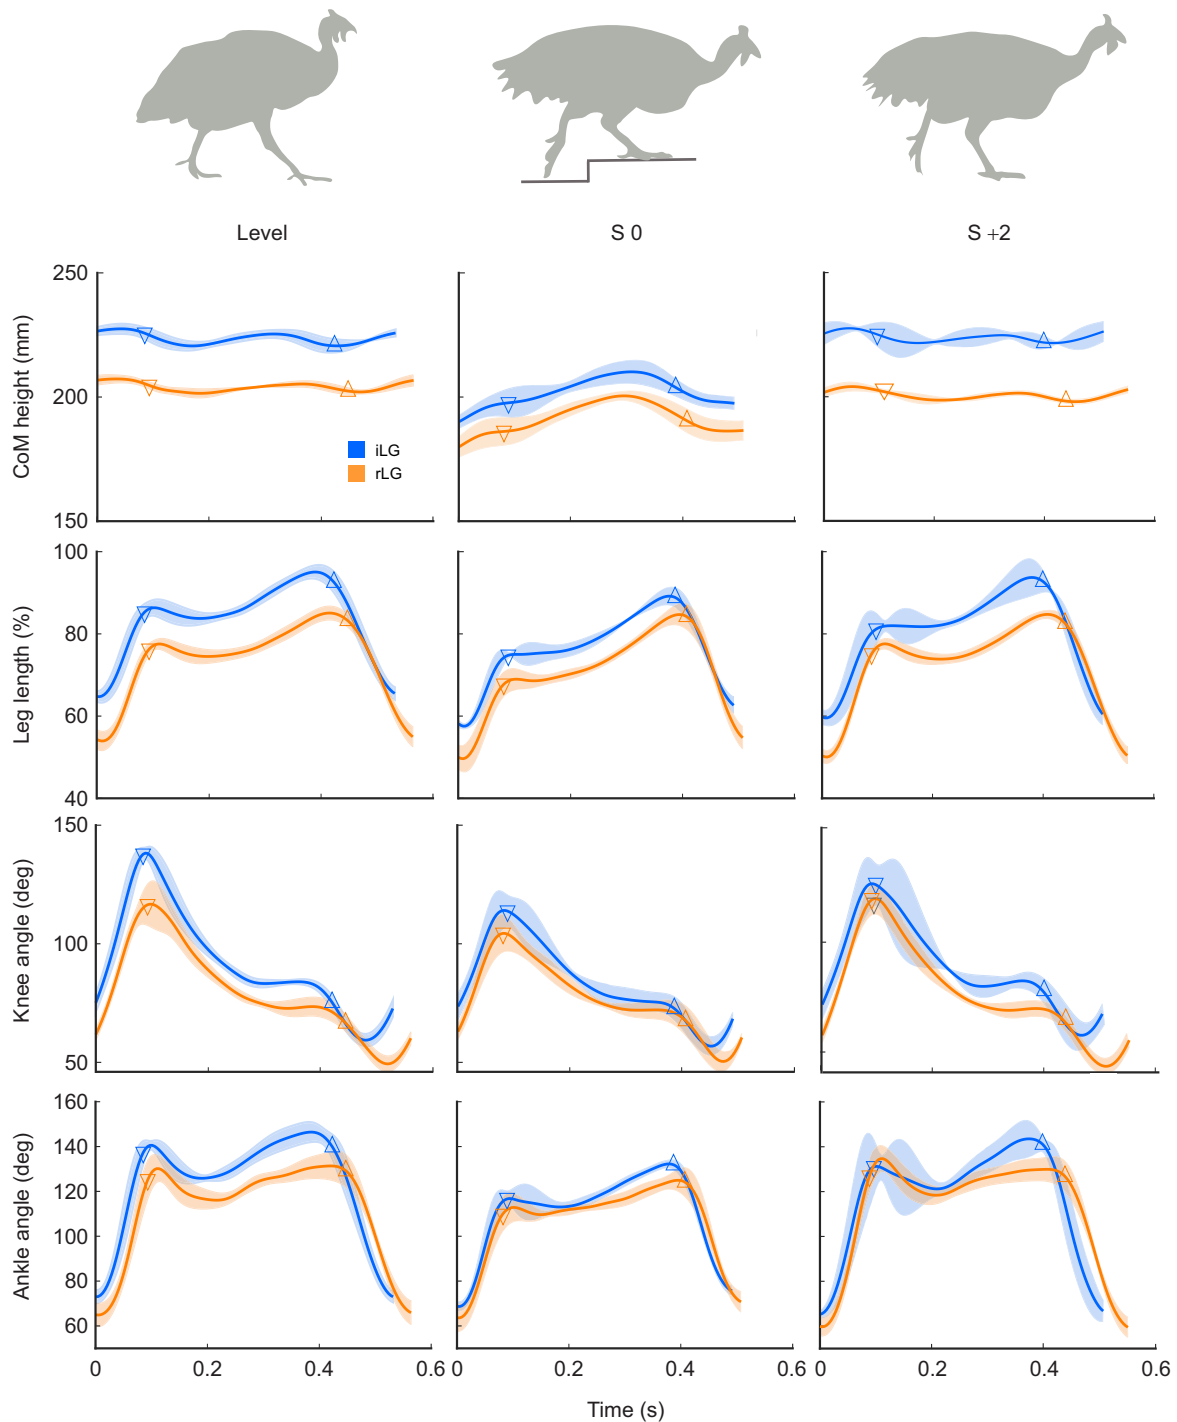 Level S 0 S +2
CoM height (mm)
250
200
150
iLG
rLG
Leg length (%)
100
80
60
40
Knee angle (deg)
150
100
50
Ankle angle (deg)
160
140
120
100
80
60
0 0.2 0.4 0.6 0 0.2 0.4 0.6 0 0.2 0.4 0.6
Time (s)